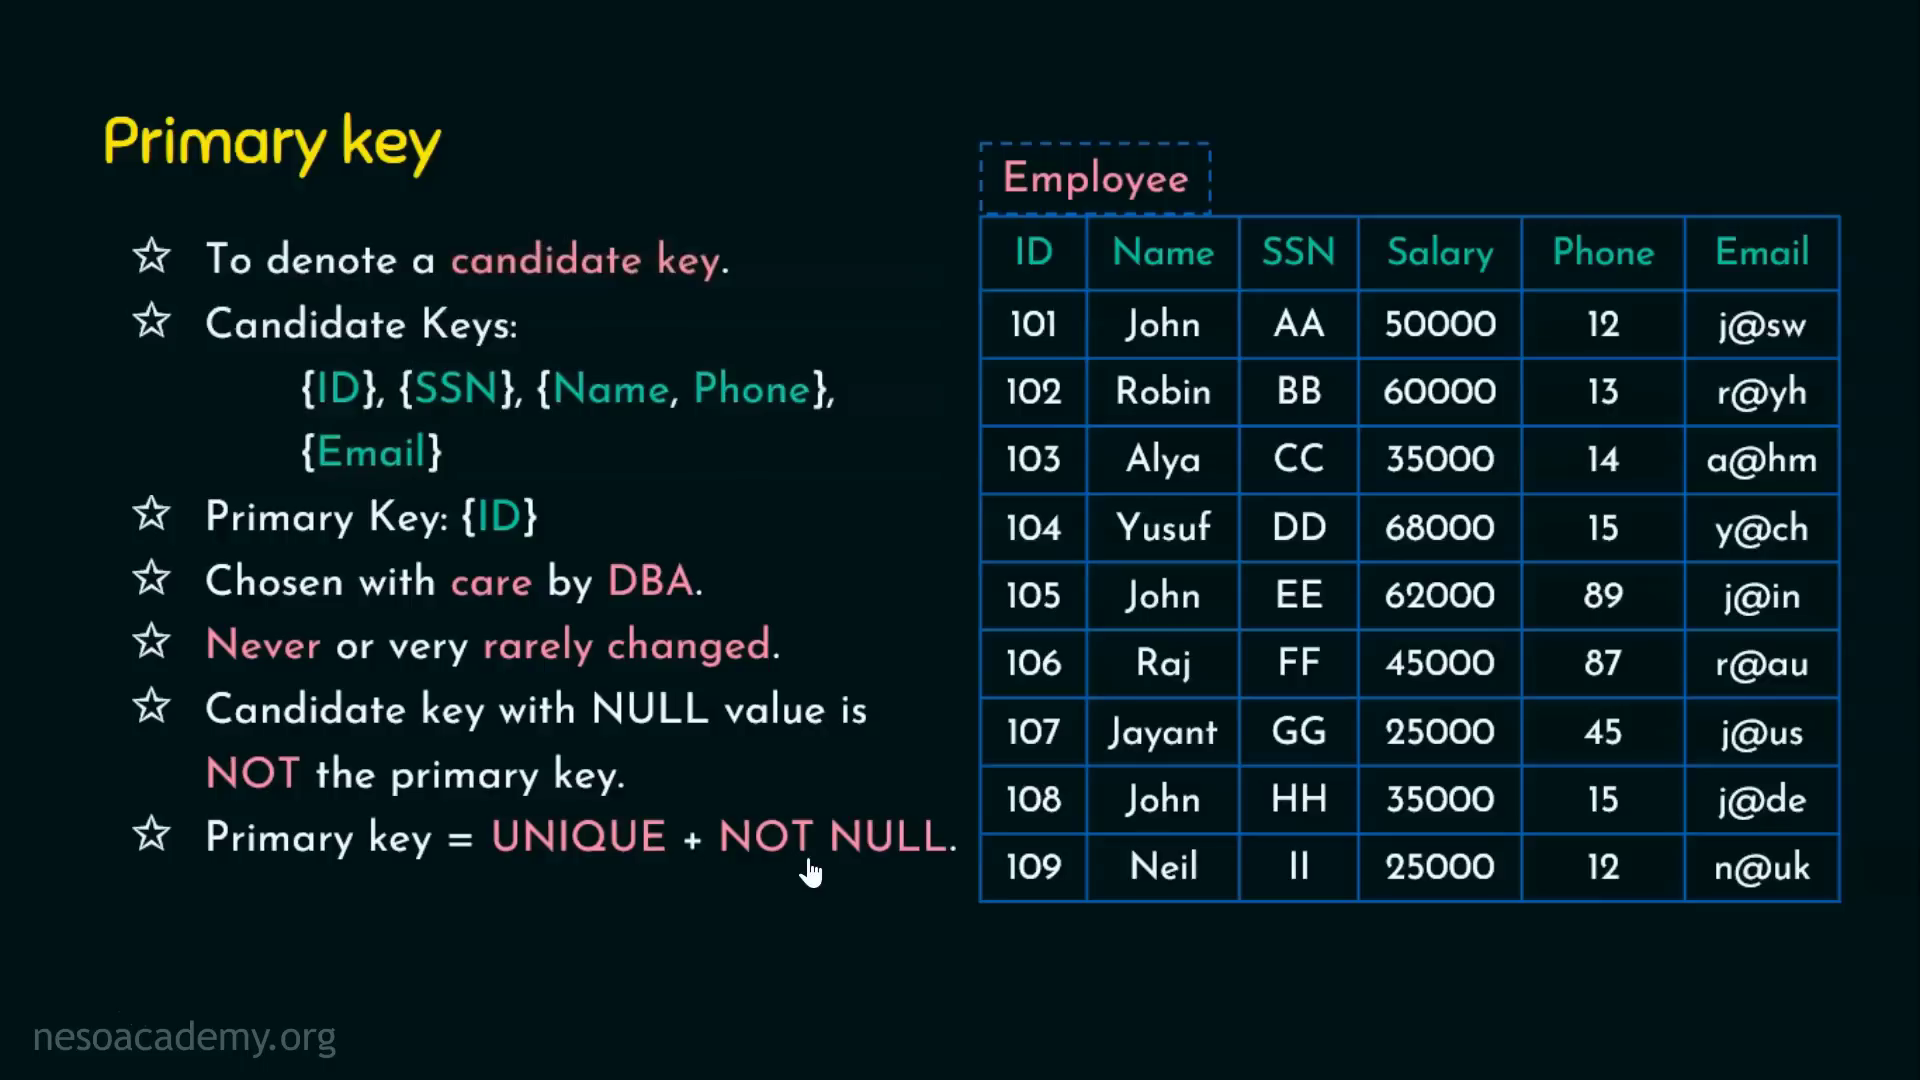 Primary key
To denote a candidate key.
Candidate Keys:
{ID}, {SSN}, {Name, Phone},
{Email}
Primary Key: {ID}
Chosen with care by DBA.
Never or very rarely changed.
Candidate key with NULL value is
NOT the primary key.
Primary key = UNIQUE + NOT NULL.
Employee
ID Name SSN Salary Phone Email
101 John AA 50000 12 j@sw
102 Robin BB 60000 13 r@yh
103 Alya CC 35000 14 a@hm
104 Yusuf DD 68000 15 y@ch
105 John EE 62000 89 j@in
106 Raj FF 45000 87 r@au
107 Jayant GG 25000 45 j@us
108 John HH 35000 15 j@de
109 Neil II 25000 12 n@uk
nesoacademy.org